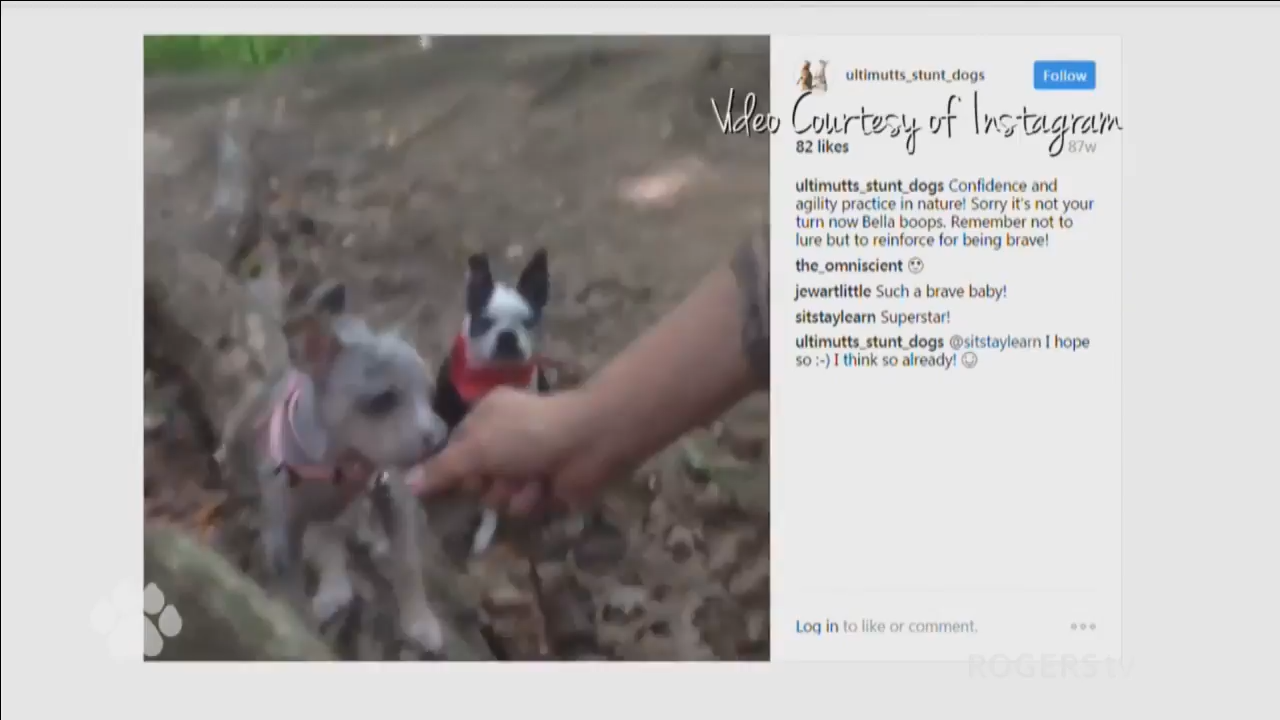 ultimutts_stunt_dogs
Follow
Video Courtesy of Instagram
82 likes
87w
ultimutts_stunt_dogs Confidence and
agility practice in nature! Sorry it's not your
turn now Bella boops. Remember not to
lure but to reinforce for being brave!
the_omniscient
jewartlittle Such a brave baby!
sitstaylearn Superstar!
ultimutts_stunt_dogs @sitstaylearn I hope
so :-) I think so already!
Log in to like or comment.
ROGERS tv